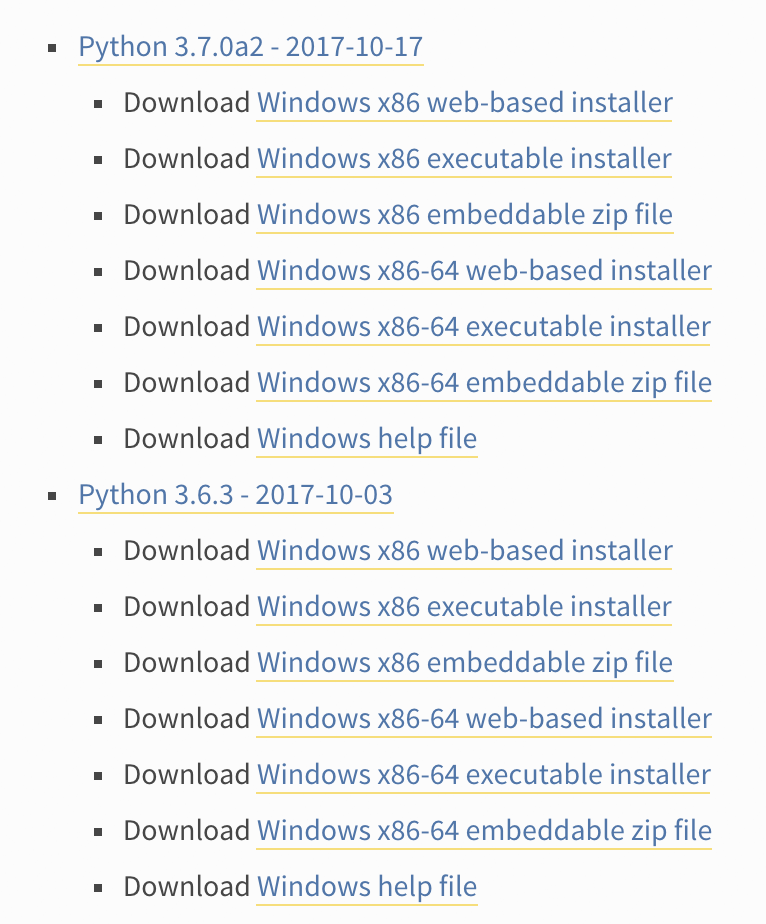 Python 3.7.0a2 - 2017-10-17
Download Windows x86 web-based installer
Download Windows x86 executable installer
Download Windows x86 embeddable zip file
Download Windows x86-64 web-based installer
Download Windows x86-64 executable installer
Download Windows x86-64 embeddable zip file
Download Windows help file
Python 3.6.3 - 2017-10-03
Download Windows x86 web-based installer
Download Windows x86 executable installer
Download Windows x86 embeddable zip file
Download Windows x86-64 web-based installer
Download Windows x86-64 executable installer
Download Windows x86-64 embeddable zip file
Download Windows help file